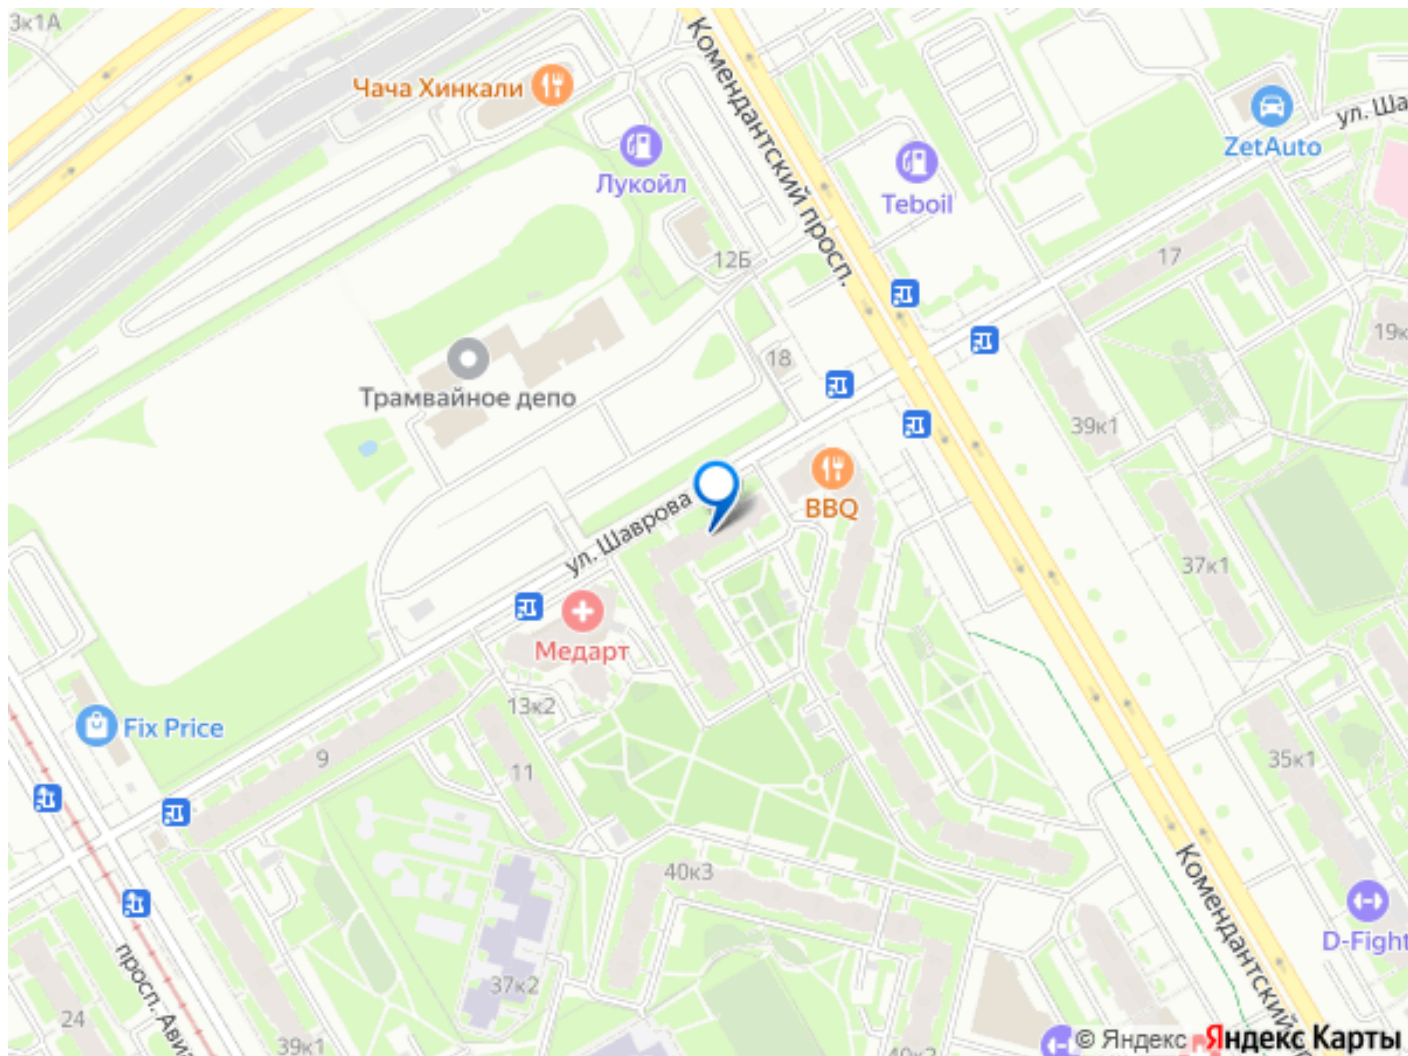 3к1А
Чача Хинкали
Комендантский просп.
Лукойл
Teboil
ZetAuto
ул. Ша
12Б
17
18
19к
Трамвайное депо
39к1
BBQ
ул. Шаврова
37к1
Медарт
13к2
Fix Price
9
11
35к1
40к3
Комендантский
D-Fight
37к2
просп. Авиа
24
39к1
40к2
© Яндекс Яндекс Карты